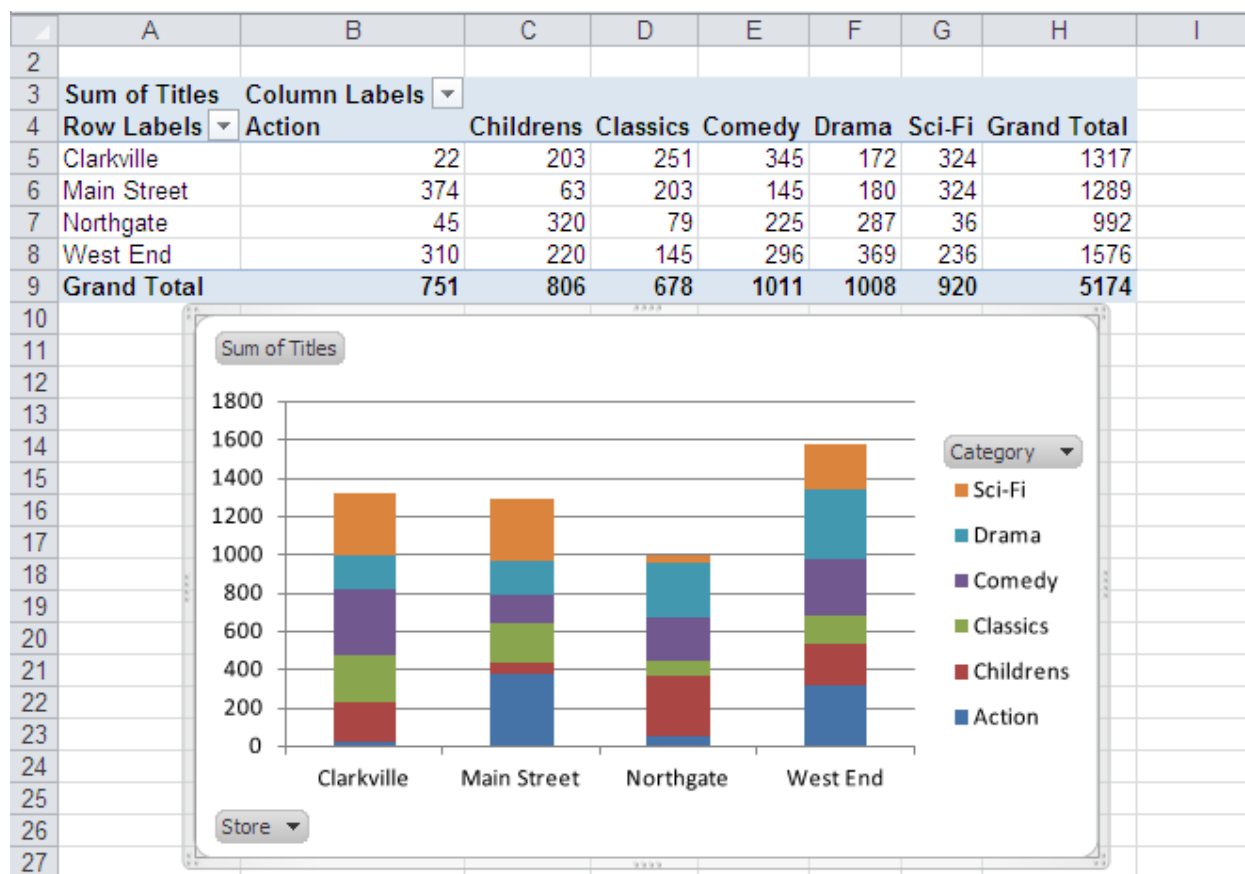 A B C D E F G H I
2
3 Sum of Titles Column Labels
4 Row Labels Action Childrens Classics Comedy Drama Sci-Fi Grand Total
5 Clarkville 22 203 251 345 172 324 1317
6 Main Street 374 63 203 145 180 324 1289
7 Northgate 45 320 79 225 287 36 992
8 West End 310 220 145 296 369 236 1576
9 Grand Total 751 806 678 1011 1008 920 5174
10
11
12
13
14
15
16
17
18
19
20
21
22
23
24
25
26
27
Sum of Titles
1800
1600
1400
1200
1000
800
600
400
200
0
Clarkville Main Street Northgate West End
Category
Sci-Fi
Drama
Comedy
Classics
Childrens
Action
Store